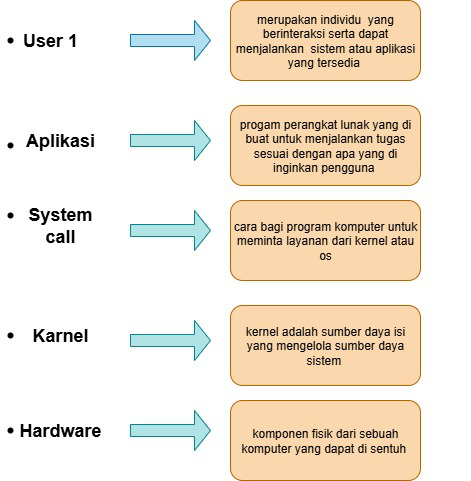 • User 1
merupakan individu yang
berinteraksi serta dapat
menjalankan sistem atau aplikasi
yang tersedia
• Aplikasi
progam perangkat lunak yang di
buat untuk menjalankan tugas
sesuai dengan apa yang di
inginkan pengguna
• System
call
cara bagi program komputer untuk
meminta layanan dari kernel atau
os
• Karnel
kernel adalah sumber daya isi
yang mengelola sumber daya
sistem
• Hardware
komponen fisik dari sebuah
komputer yang dapat di sentuh